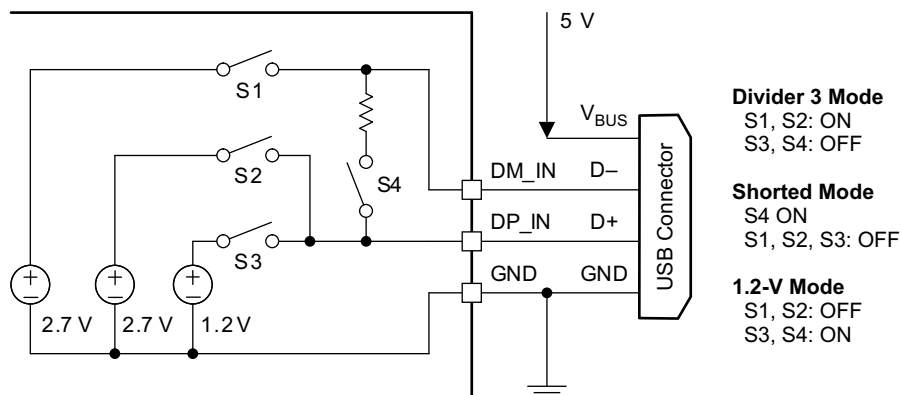 5 V
S1
V_BUS
S2
S4
DM_IN D–
DP_IN D+
S3
GND GND
2.7 V 2.7 V 1.2 V
USB Connector
Divider 3 Mode
S1, S2: ON
S3, S4: OFF
Shorted Mode
S4 ON
S1, S2, S3: OFF
1.2-V Mode
S1, S2: OFF
S3, S4: ON